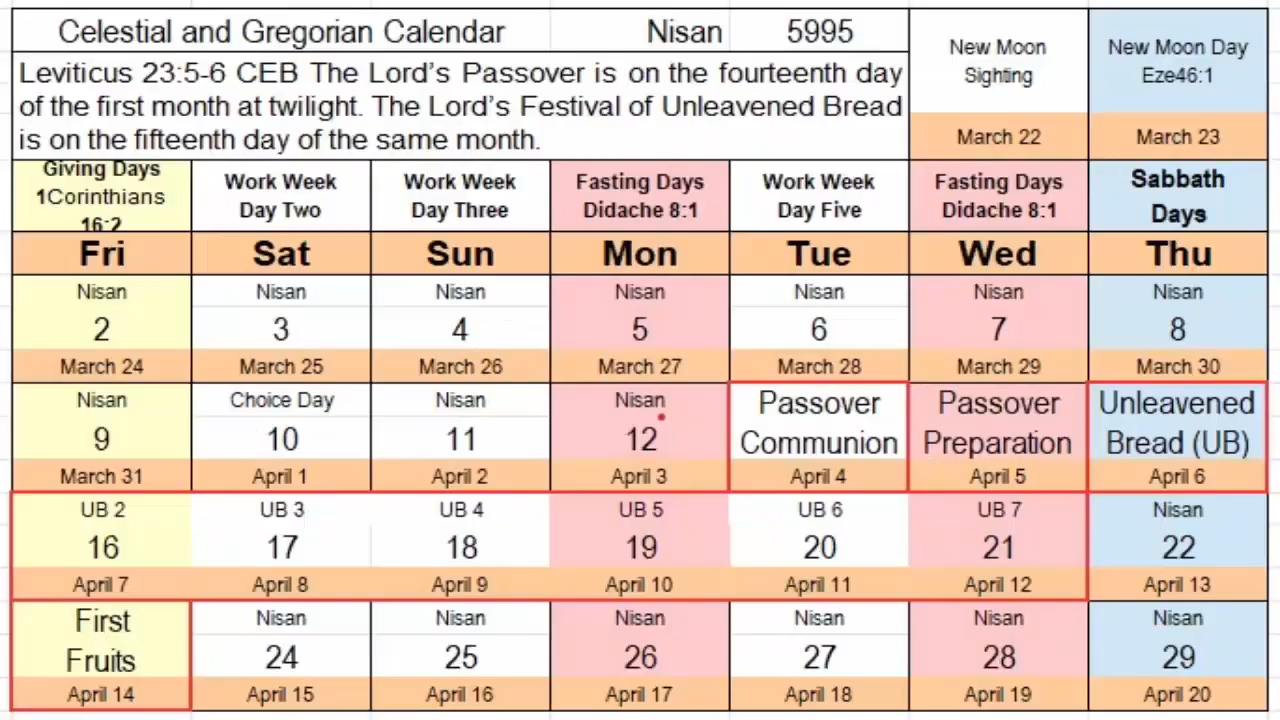 Celestial and Gregorian Calendar Nisan 5995
New Moon
Sighting
March 22
New Moon Day
Eze46:1
March 23
Leviticus 23:5-6 CEB The Lord's Passover is on the fourteenth day
of the first month at twilight. The Lord's Festival of Unleavened Bread
is on the fifteenth day of the same month.
Giving Days
1Corinthians
16:2
Work Week
Day Two
Work Week
Day Three
Fasting Days
Didache 8:1
Work Week
Day Five
Fasting Days
Didache 8:1
Sabbath
Days
Fri Sat Sun Mon Tue Wed Thu
Nisan Nisan Nisan Nisan Nisan Nisan Nisan
2 3 4 5 6 7 8
March 24 March 25 March 26 March 27 March 28 March 29 March 30
Nisan Choice Day Nisan Nisan Passover Passover Unleavened
9 10 11 12 Communion Preparation Bread (UB)
March 31 April 1 April 2 April 3 April 4 April 5 April 6
UB 2 UB 3 UB 4 UB 5 UB 6 UB 7 Nisan
16 17 18 19 20 21 22
April 7 April 8 April 9 April 10 April 11 April 12 April 13
First Nisan Nisan Nisan Nisan Nisan Nisan
Fruits 24 25 26 27 28 29
April 14 April 15 April 16 April 17 April 18 April 19 April 20